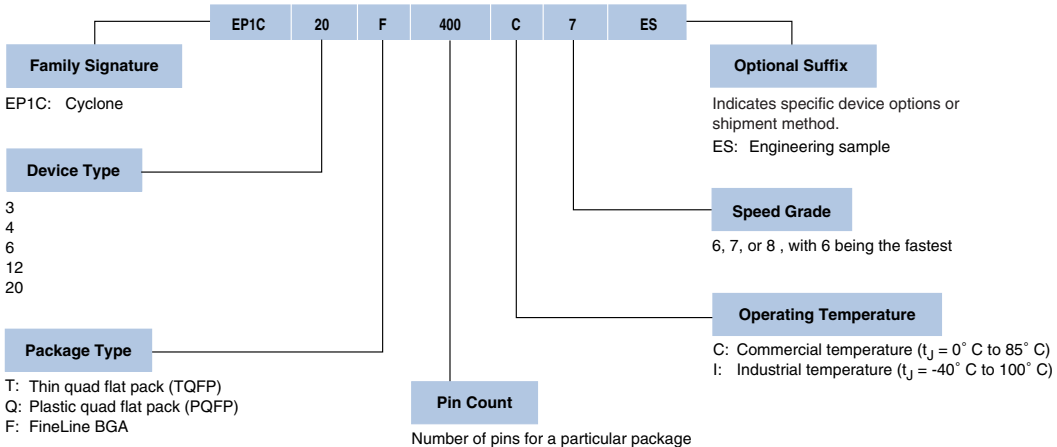 EP1C 20 F 400 C 7 ES
Family Signature
EP1C: Cyclone
Device Type
3
4
6
12
20
Package Type
T: Thin quad flat pack (TQFP)
Q: Plastic quad flat pack (PQFP)
F: FineLine BGA
Pin Count
Number of pins for a particular package
Optional Suffix
Indicates specific device options or
shipment method.
ES: Engineering sample
Speed Grade
6, 7, or 8 , with 6 being the fastest
Operating Temperature
C: Commercial temperature (tJ = 0° C to 85° C)
I: Industrial temperature (tJ = -40° C to 100° C)